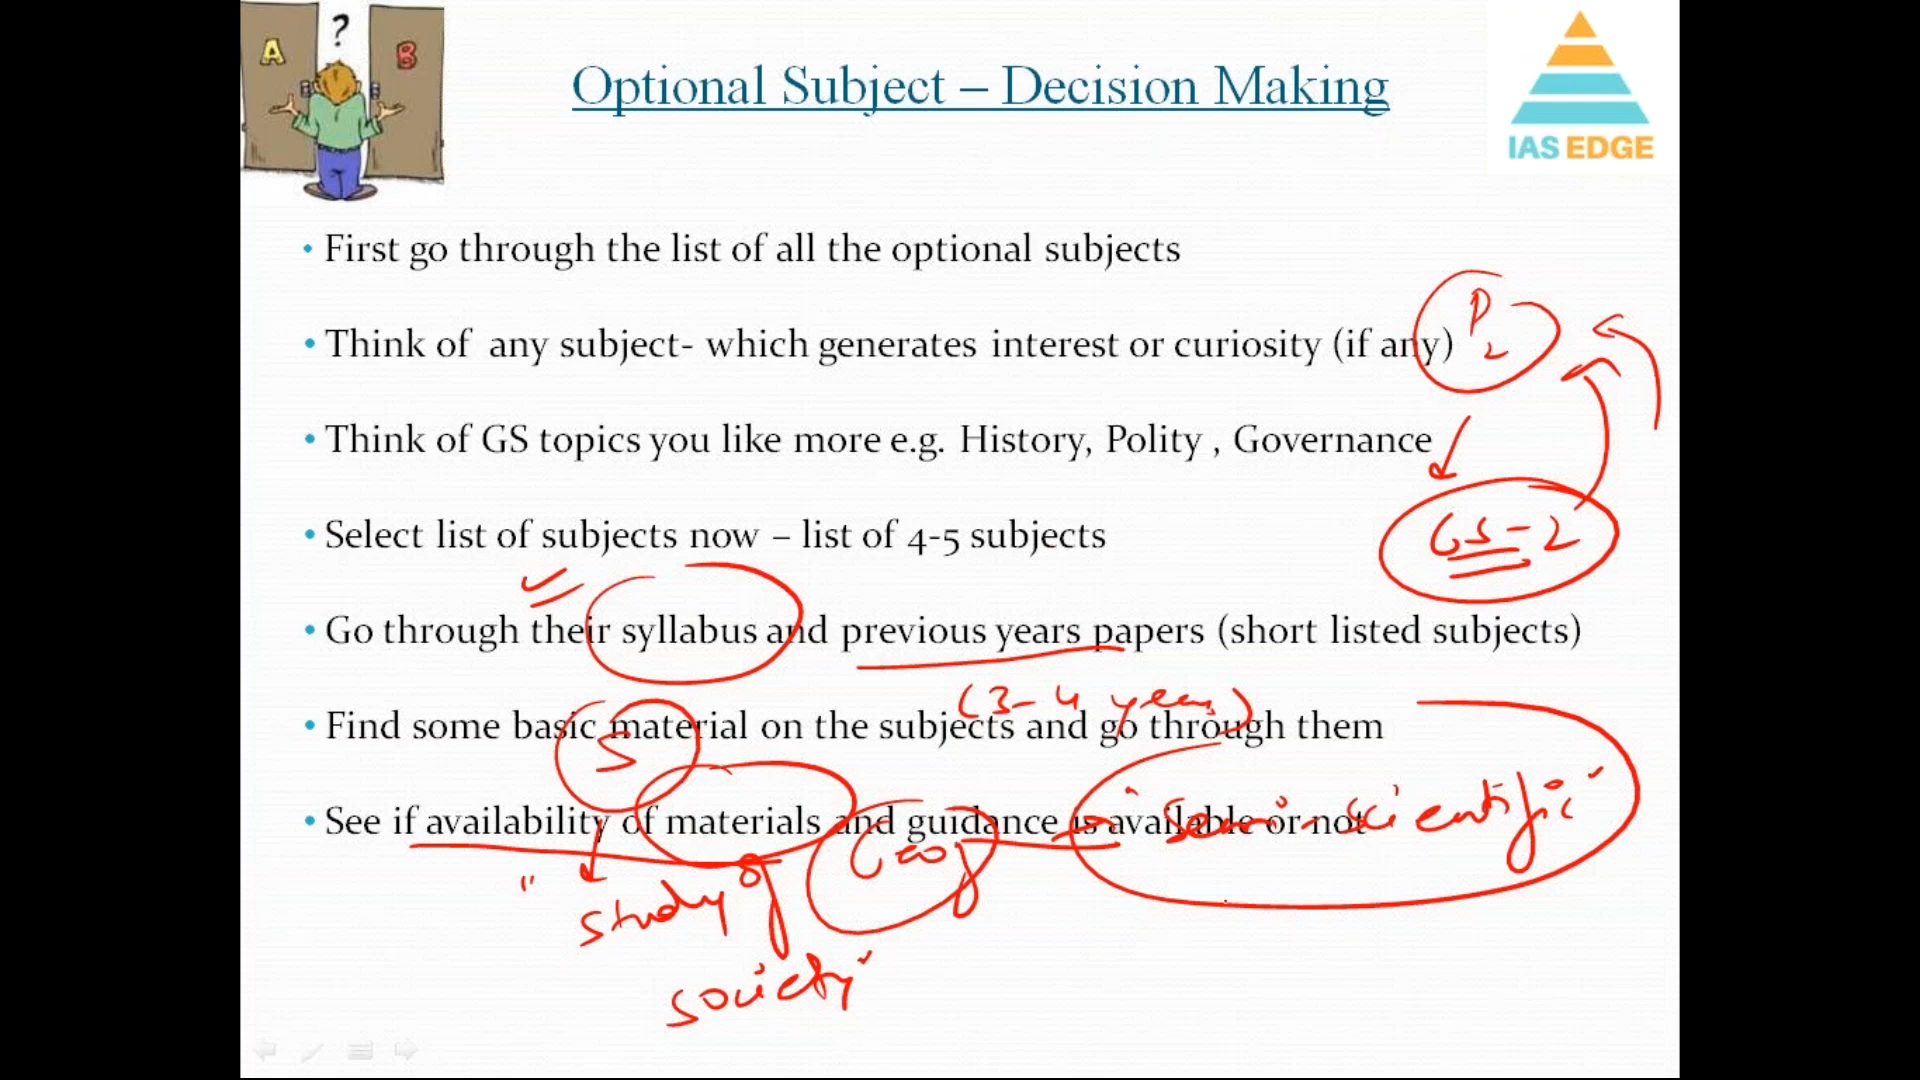 A ? B
Optional Subject – Decision Making
IAS EDGE
• First go through the list of all the optional subjects
• Think of any subject- which generates interest or curiosity (if any)
P
2
• Think of GS topics you like more e.g. History, Polity , Governance
• Select list of subjects now – list of 4-5 subjects
GS-2
• Go through their syllabus and previous years papers (short listed subjects)
(3-4 years)
• Find some basic material on the subjects and go through them
S
• See if availability of materials and guidance is available or not
Geog
"semi-scientific"
"study of
society"